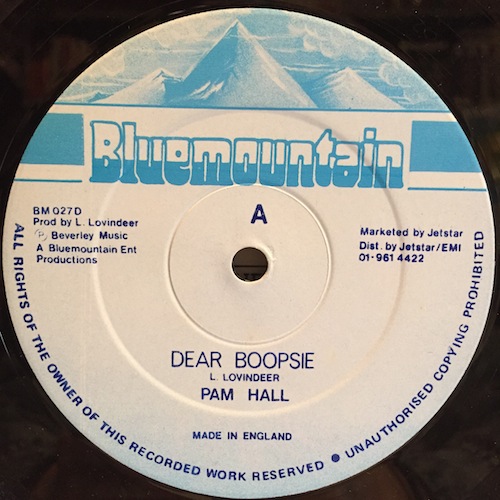 Bluemountain
A
BM 027 D
Prod by L. Lovindeer
℗ Beverley Music
A Bluemountain Ent
Productions
Marketed by Jetstar
Dist. by Jetstar/EMI
01-961 4422
DEAR BOOPSIE
L. LOVINDEER
PAM HALL
MADE IN ENGLAND
ALL RIGHTS OF THE OWNER OF THIS RECORDED WORK RESERVED ● UNAUTHORISED COPYING PROHIBITED